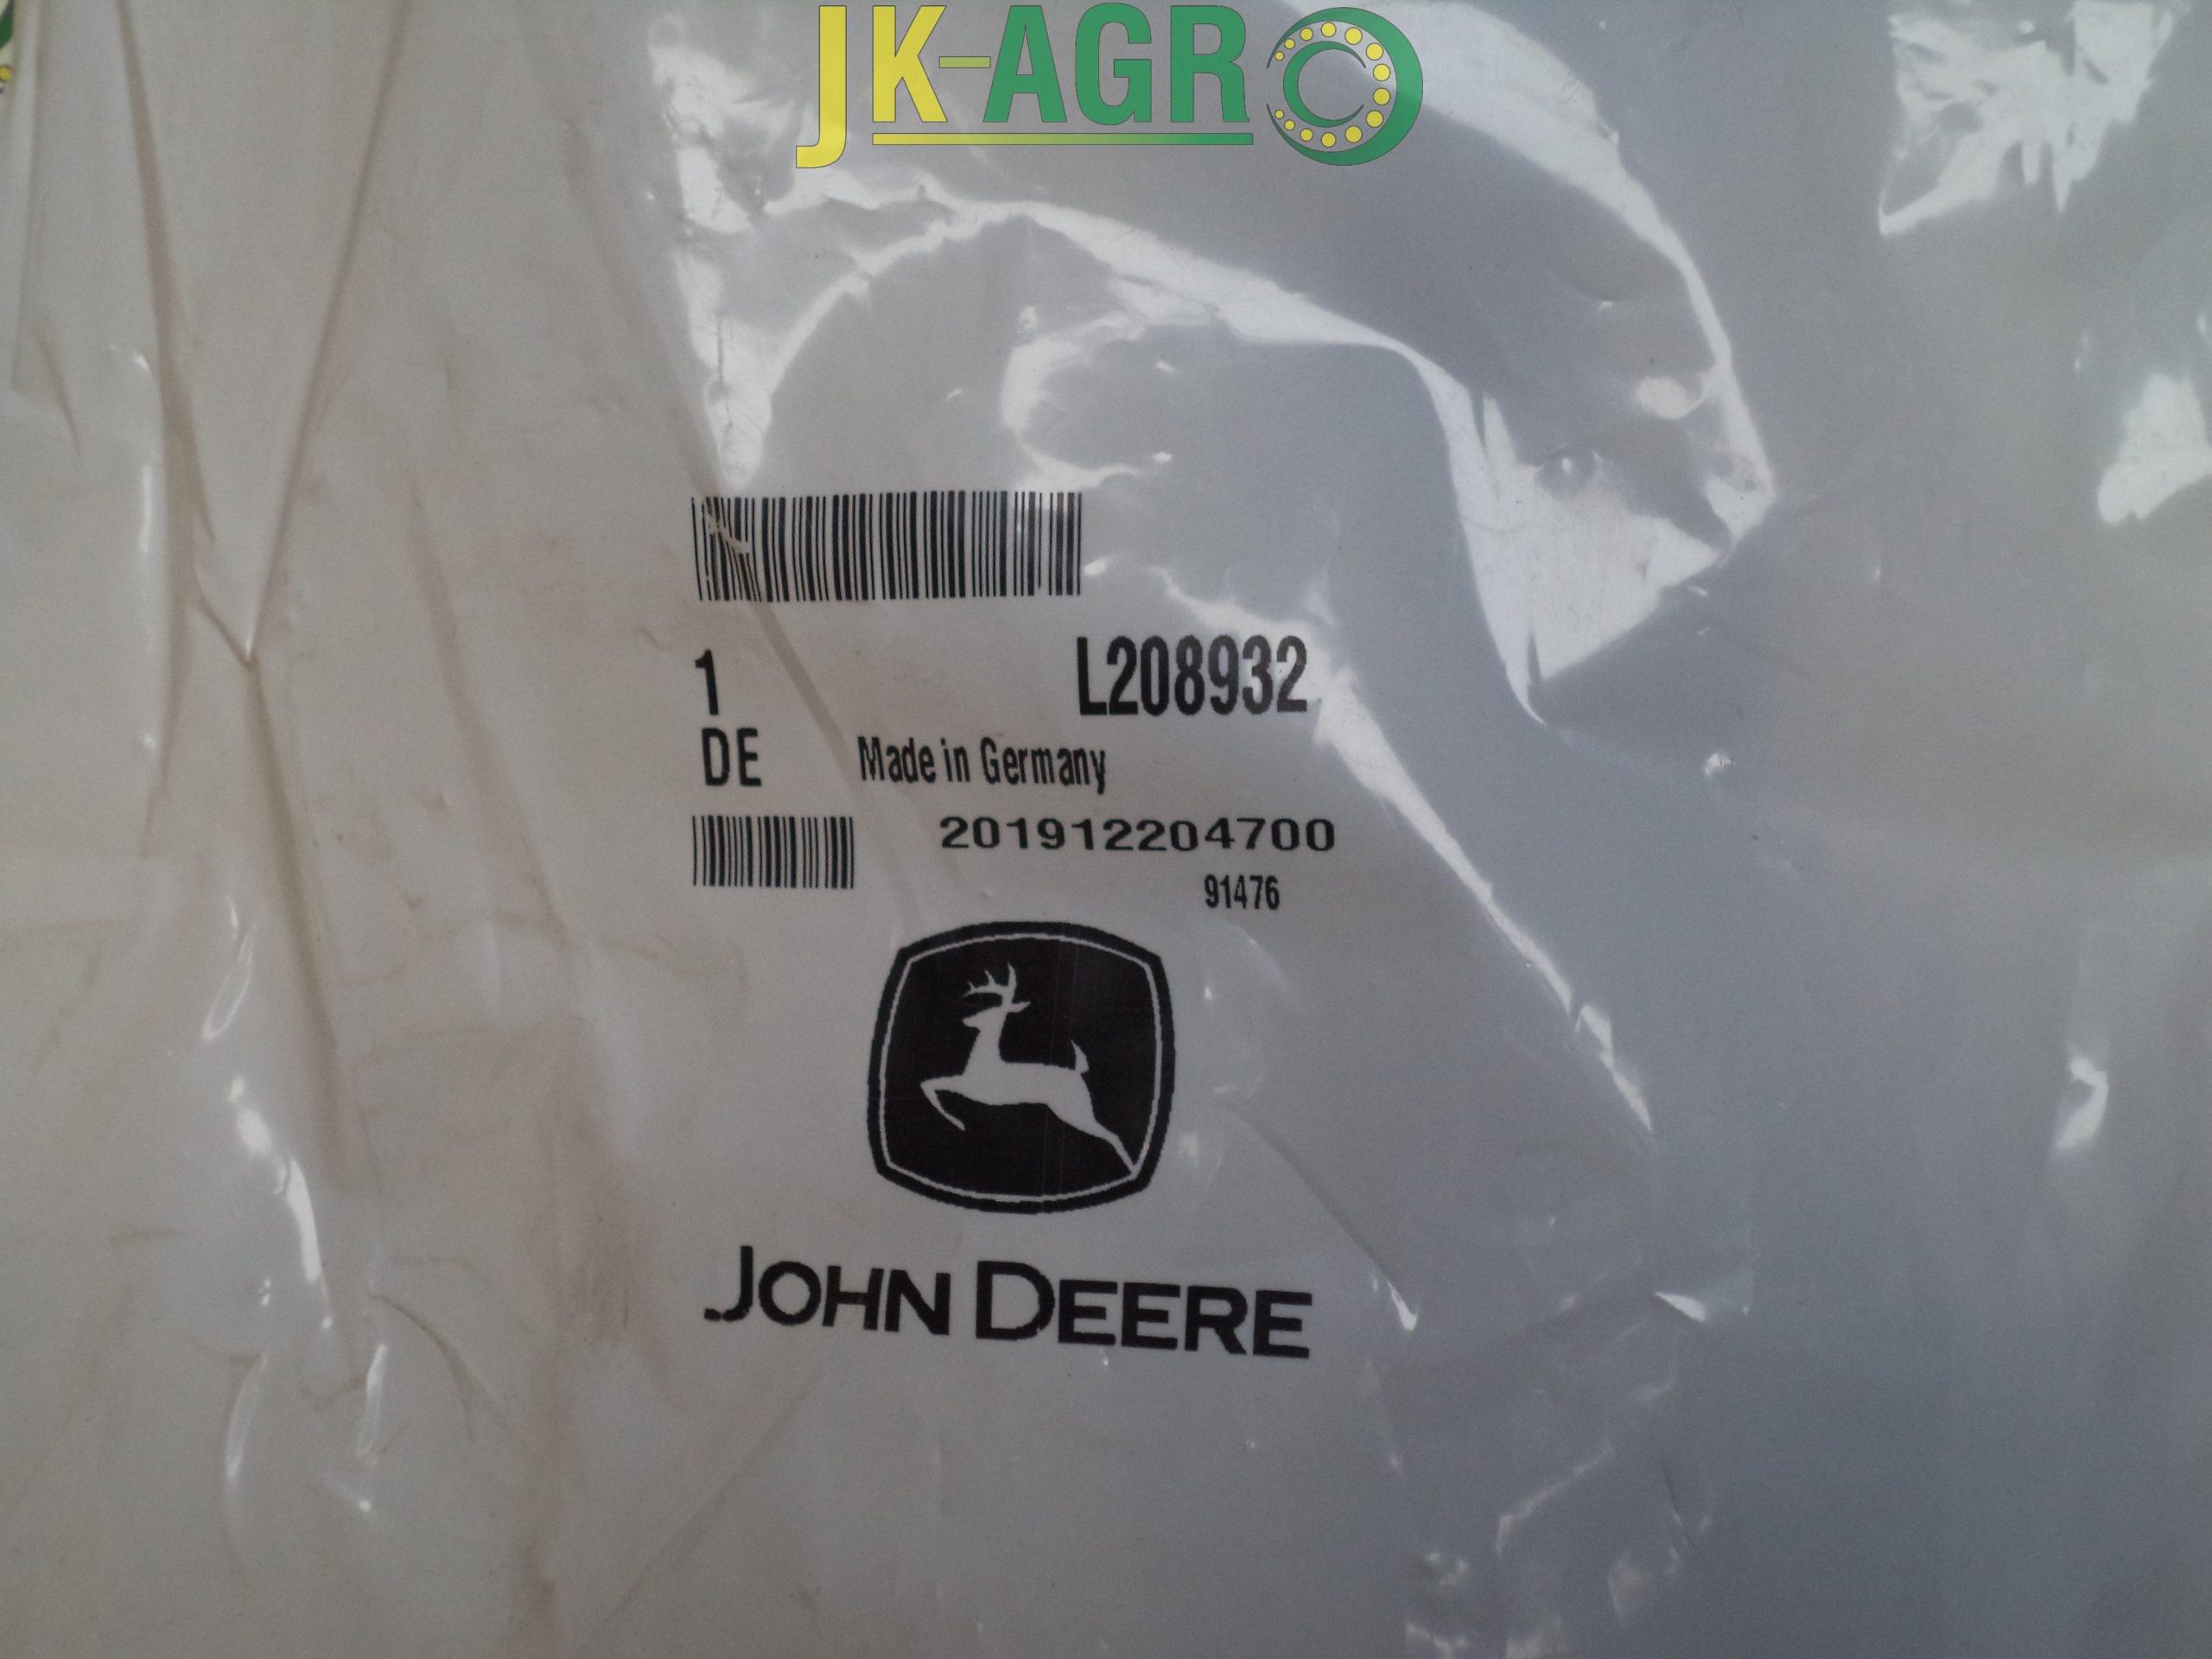 JK-AGRO
1 L208932
DE Made in Germany
201912204700
91476
JOHN DEERE